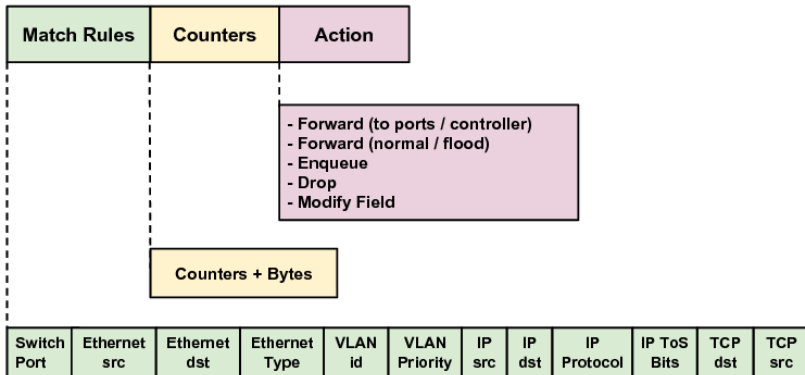 Match Rules Counters Action
- Forward (to ports / controller)
- Forward (normal / flood)
- Enqueue
- Drop
- Modify Field
Counters + Bytes
Switch Port
Ethernet src
Ethernet dst
Ethernet Type
VLAN id
VLAN Priority
IP src
IP dst
IP Protocol
IP ToS Bits
TCP dst
TCP src